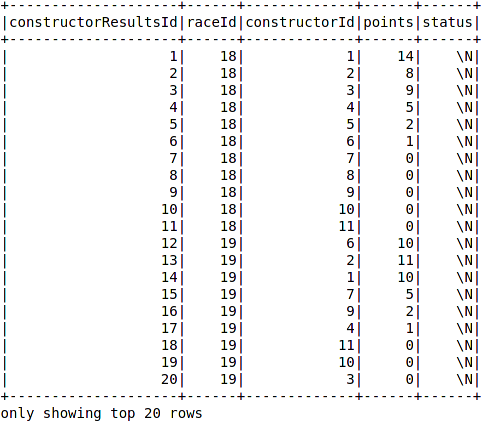 +--------------------+------+-------------+------+------+
|constructorResultsId|raceId|constructorId|points|status|
+--------------------+------+-------------+------+------+
|                   1|    18|            1|    14|    \N|
|                   2|    18|            2|     8|    \N|
|                   3|    18|            3|     9|    \N|
|                   4|    18|            4|     5|    \N|
|                   5|    18|            5|     2|    \N|
|                   6|    18|            6|     1|    \N|
|                   7|    18|            7|     0|    \N|
|                   8|    18|            8|     0|    \N|
|                   9|    18|            9|     0|    \N|
|                  10|    18|           10|     0|    \N|
|                  11|    18|           11|     0|    \N|
|                  12|    19|            6|    10|    \N|
|                  13|    19|            2|    11|    \N|
|                  14|    19|            1|    10|    \N|
|                  15|    19|            7|     5|    \N|
|                  16|    19|            9|     2|    \N|
|                  17|    19|            4|     1|    \N|
|                  18|    19|           11|     0|    \N|
|                  19|    19|           10|     0|    \N|
|                  20|    19|            3|     0|    \N|
+--------------------+------+-------------+------+------+
only showing top 20 rows